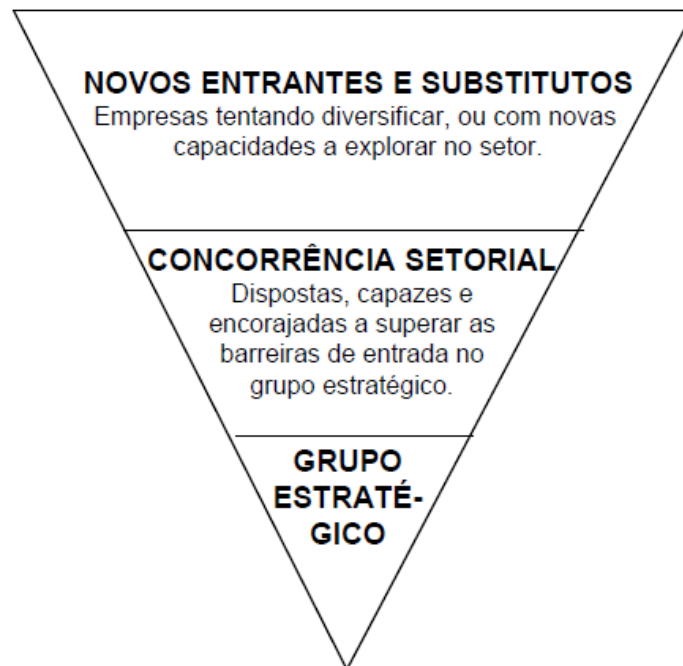 NOVOS ENTRANTES E SUBSTITUTOS
Empresas tentando diversificar, ou com novas
capacidades a explorar no setor.
CONCORRÊNCIA SETORIAL
Dispostas, capazes e
encorajadas a superar as
barreiras de entrada no
grupo estratégico.
GRUPO
ESTRATÉ-
GICO